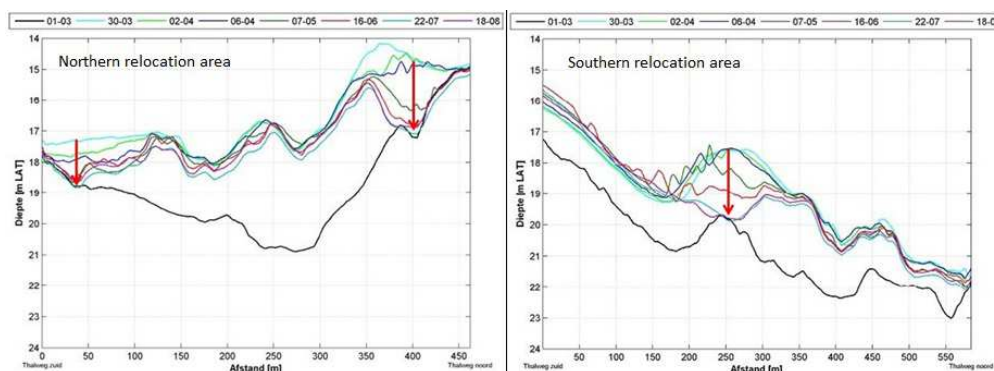 01-03 30-03 02-04 06-04 07-05 16-06 22-07 18-08
Northern relocation area
Diepte [m LAT]
14
15
16
17
18
19
20
21
22
23
24
0 50 100 150 200 250 300 350 400 450
Thalweg zuid Afstand [m] Thalweg noord
01-03 30-03 02-04 06-04 07-05 16-06 22-07 18-0
Southern relocation area
Diepte [m LAT]
14
15
16
17
18
19
20
21
22
23
24
50 100 150 200 250 300 350 400 450 500 550
Thalweg zuid Afstand [m] Thalweg noord